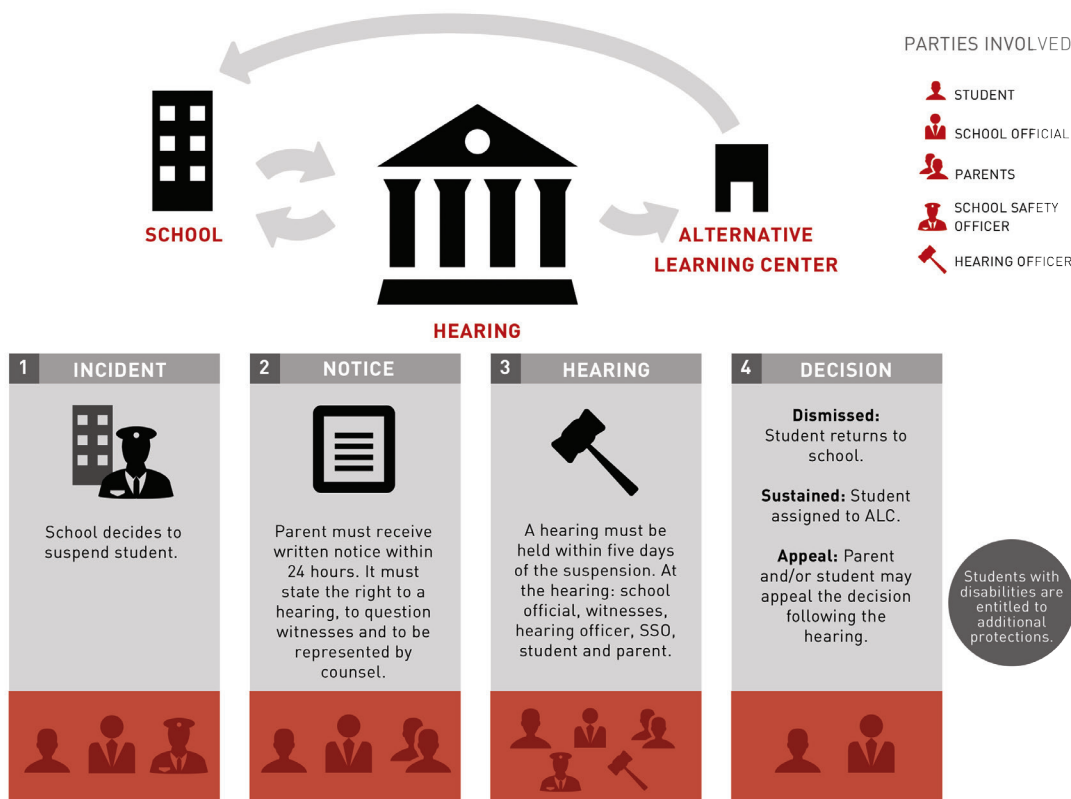 PARTIES INVOLVED
STUDENT
SCHOOL OFFICIAL
PARENTS
SCHOOL SAFETY
OFFICER
HEARING OFFICER
SCHOOL
ALTERNATIVE
LEARNING CENTER
HEARING
1 INCIDENT
School decides to
suspend student.
2 NOTICE
Parent must receive
written notice within
24 hours. It must
state the right to a
hearing, to question
witnesses and to be
represented by
counsel.
3 HEARING
A hearing must be
held within five days
of the suspension. At
the hearing: school
official, witnesses,
hearing officer, SSO,
student and parent.
4 DECISION
Dismissed:
Student returns to
school.
Sustained: Student
assigned to ALC.
Appeal: Parent
and/or student may
appeal the decision
following the
hearing.
Students with
disabilities are
entitled to
additional
protections.